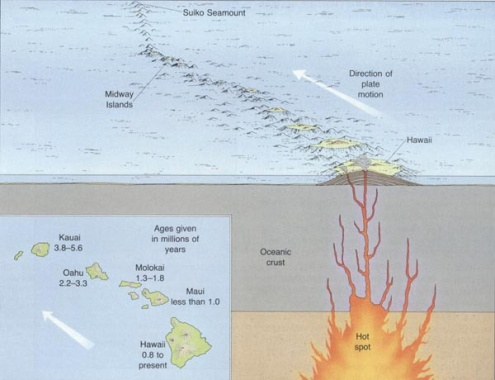 Suiko Seamount
Direction of
plate
motion
Midway
Islands
Hawaii
Oceanic
crust
Hot
spot
Ages given
in millions of
years
Kauai
3.8–5.6
Oahu
2.2–3.3
Molokai
1.3–1.8
Maui
less than 1.0
Hawaii
0.8 to
present